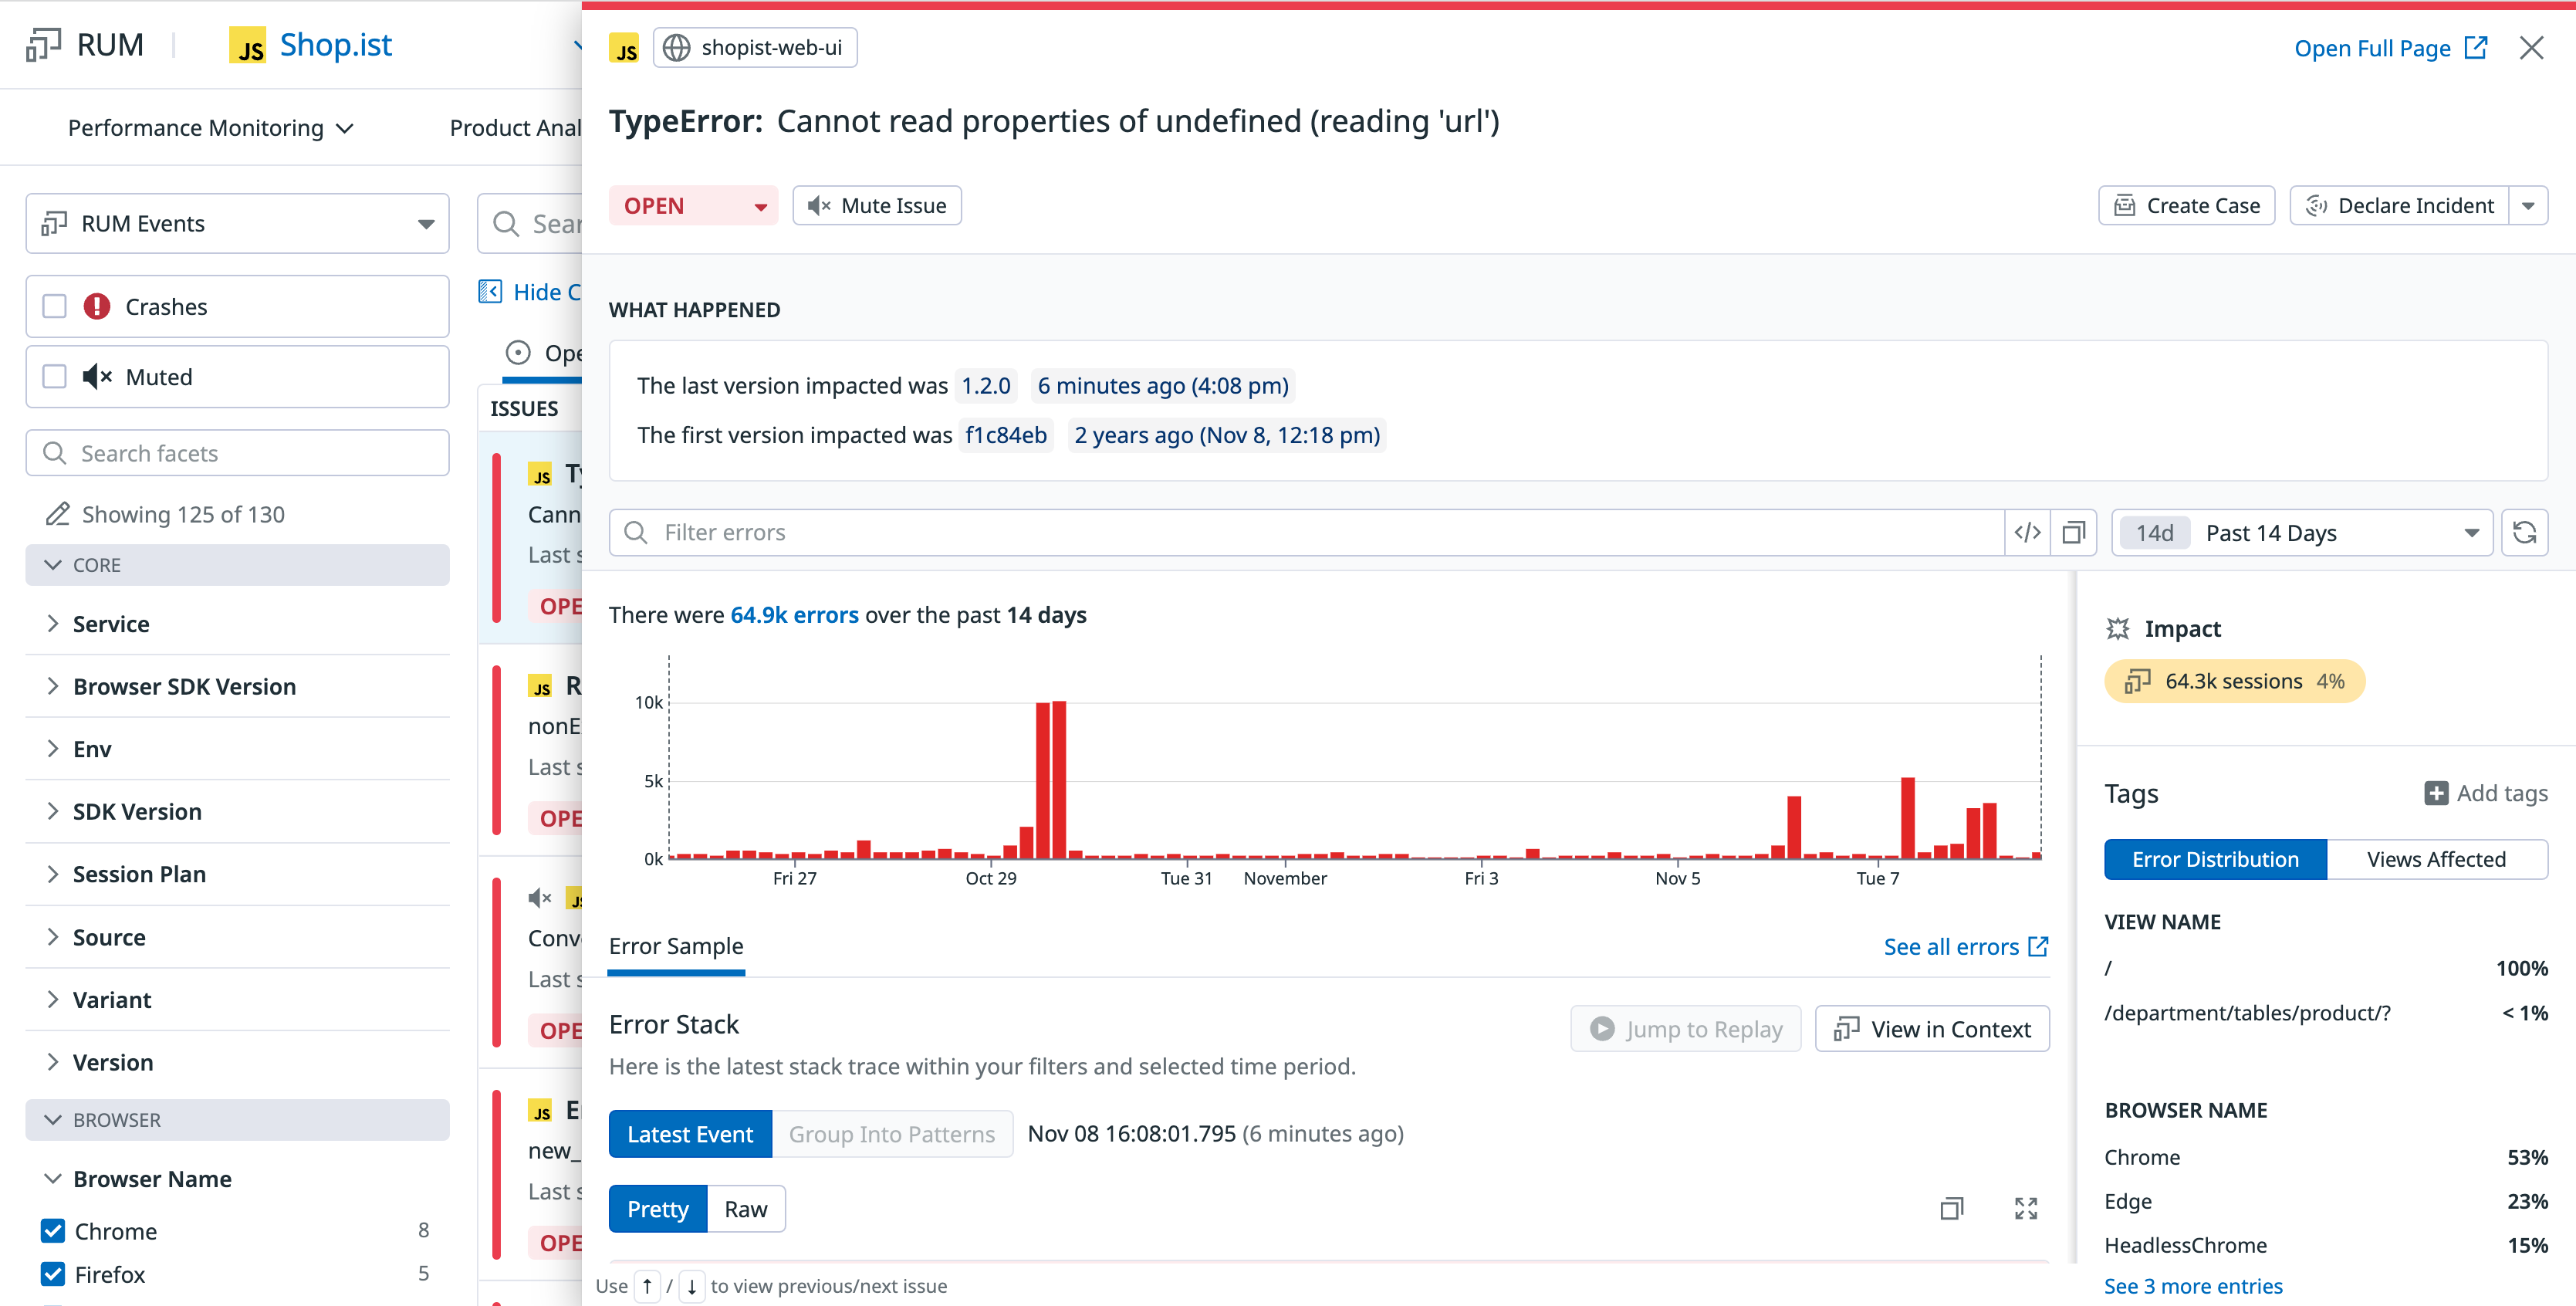 RUM
JS Shop.ist
Performance Monitoring
Product Anal
RUM Events
Crashes
Muted
Search facets
Showing 125 of 130
CORE
Service
Browser SDK Version
Env
SDK Version
Session Plan
Source
Variant
Version
BROWSER
Browser Name
Chrome 8
Firefox 5
Sear
Hide C
Ope
ISSUES
JS Ty
Cann
Last s
OPE
JS R
nonE
Last s
OPE
JS
Conv
Last s
OPE
JS E
new_
Last s
OPE
JS shopist-web-ui
Open Full Page
TypeError: Cannot read properties of undefined (reading 'url')
OPEN
Mute Issue
Create Case
Declare Incident
WHAT HAPPENED
The last version impacted was 1.2.0 6 minutes ago (4:08 pm)
The first version impacted was f1c84eb 2 years ago (Nov 8, 12:18 pm)
Filter errors
</>
14d Past 14 Days
There were 64.9k errors over the past 14 days
10k
5k
0k
Fri 27 Oct 29 Tue 31 November Fri 3 Nov 5 Tue 7
Error Sample
See all errors
Error Stack
Jump to Replay
View in Context
Here is the latest stack trace within your filters and selected time period.
Latest Event Group Into Patterns Nov 08 16:08:01.795 (6 minutes ago)
Pretty Raw
Use ↑ / ↓ to view previous/next issue
Impact
64.3k sessions 4%
Tags
Add tags
Error Distribution Views Affected
VIEW NAME
/ 100%
/department/tables/product/? < 1%
BROWSER NAME
Chrome 53%
Edge 23%
HeadlessChrome 15%
See 3 more entries